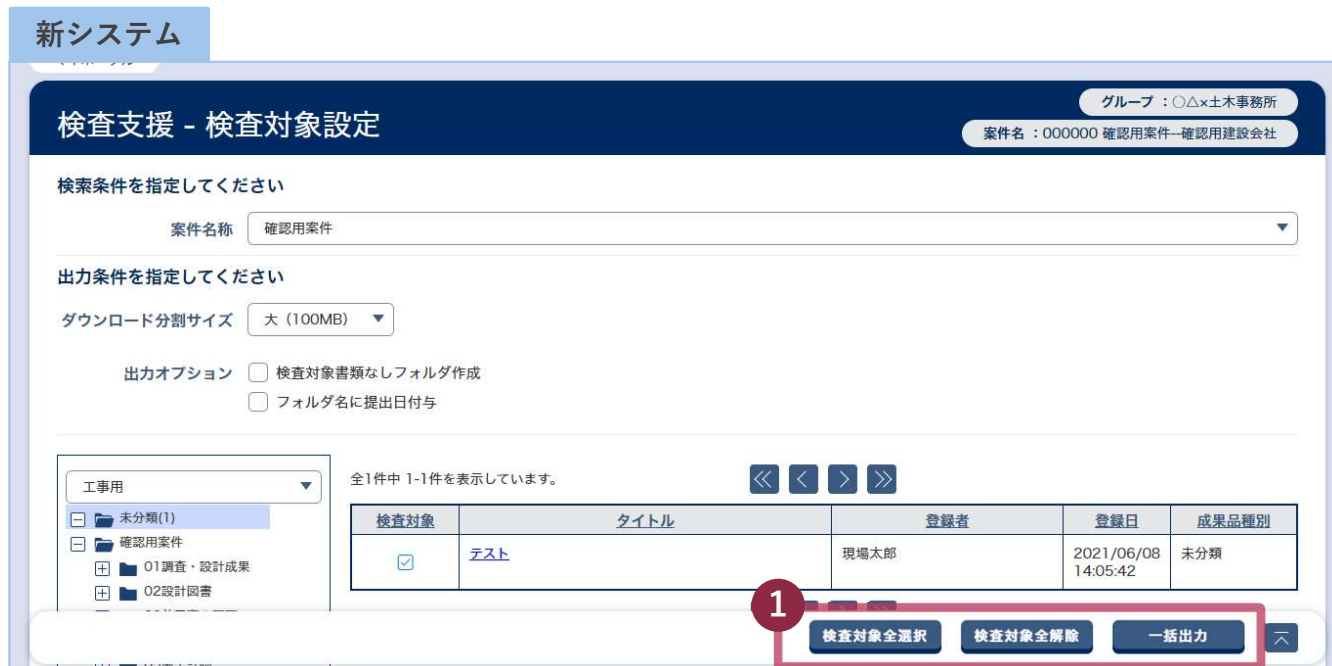 新システム
検査支援 - 検査対象設定
グループ ：○△×土木事務所
案件名 ：000000 確認用案件--確認用建設会社
検索条件を指定してください
案件名称 確認用案件
出力条件を指定してください
ダウンロード分割サイズ 大（100MB）
出力オプション 検査対象書類なしフォルダ作成
フォルダ名に提出日付与
工事用
未分類(1)
確認用案件
01調査・設計成果
02設計図書
全1件中 1-1件を表示しています。
検査対象 タイトル 登録者 登録日 成果品種別
テスト 現場太郎 2021/06/08 未分類
14:05:42
1
検査対象全選択 検査対象全解除 一括出力